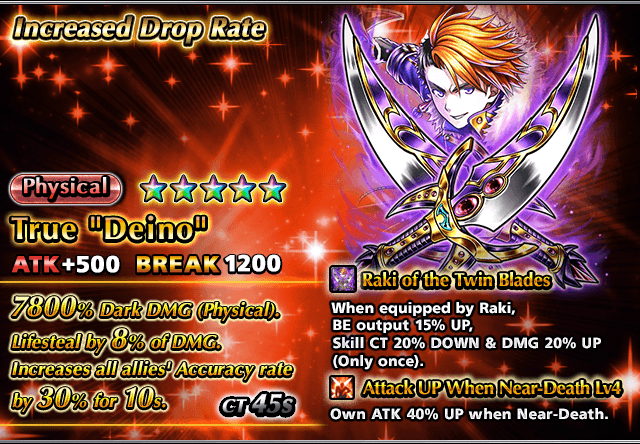 Increased Drop Rate
Physical
True "Deino"
ATK+500 BREAK 1200
7800% Dark DMG (Physical).
Lifesteal by 8% of DMG.
Increases all allies' Accuracy rate
by 30% for 10s.
CT 45s
Raki of the Twin Blades
When equipped by Raki,
BE output 15% UP,
Skill CT 20% DOWN & DMG 20% UP
(Only once).
Attack UP When Near-Death Lv4
Own ATK 40% UP when Near-Death.